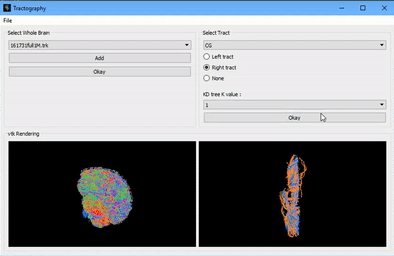 Tractography
File
Select Whole Brain
161731full1M.trk
Add
Okay
Select Tract
CG
Left tract
Right tract
None
KD tree K value :
1
Okay
vtk Rendering